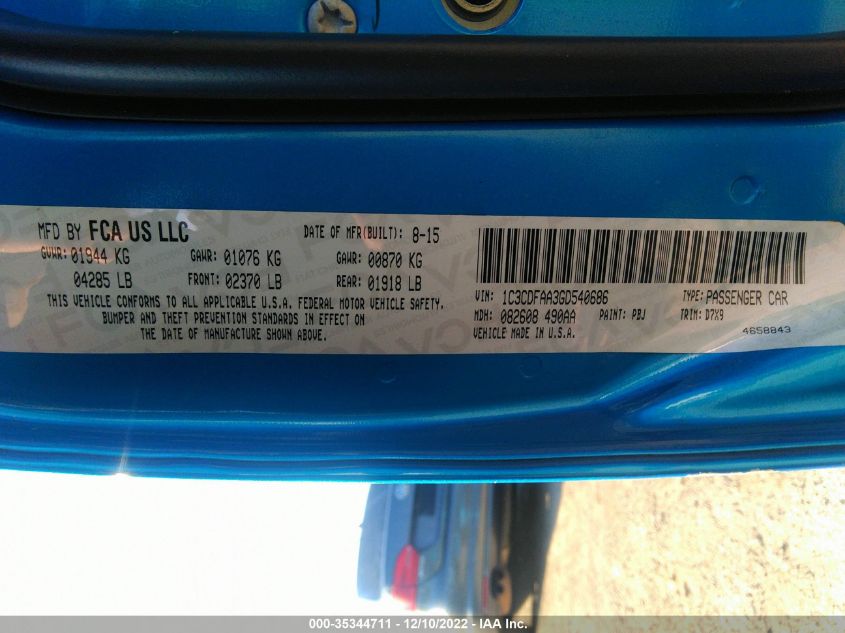 MFD BY FCA US LLC DATE OF MFR(BUILT): 8-15
GVWR: 01944 KG GAWR: 01076 KG GAWR: 00870 KG
04285 LB FRONT: 02370 LB REAR: 01918 LB
THIS VEHICLE CONFORMS TO ALL APPLICABLE U.S.A. FEDERAL MOTOR VEHICLE SAFETY,
BUMPER AND THEFT PREVENTION STANDARDS IN EFFECT ON
THE DATE OF MANUFACTURE SHOWN ABOVE.
VIN: 1C3CDFAA3GD540686 TYPE: PASSENGER CAR
MDH: 082608 490AA PAINT: PBJ TRIM: D7X9
VEHICLE MADE IN U.S.A. 4658843
000-35344711 - 12/10/2022 - IAA Inc.